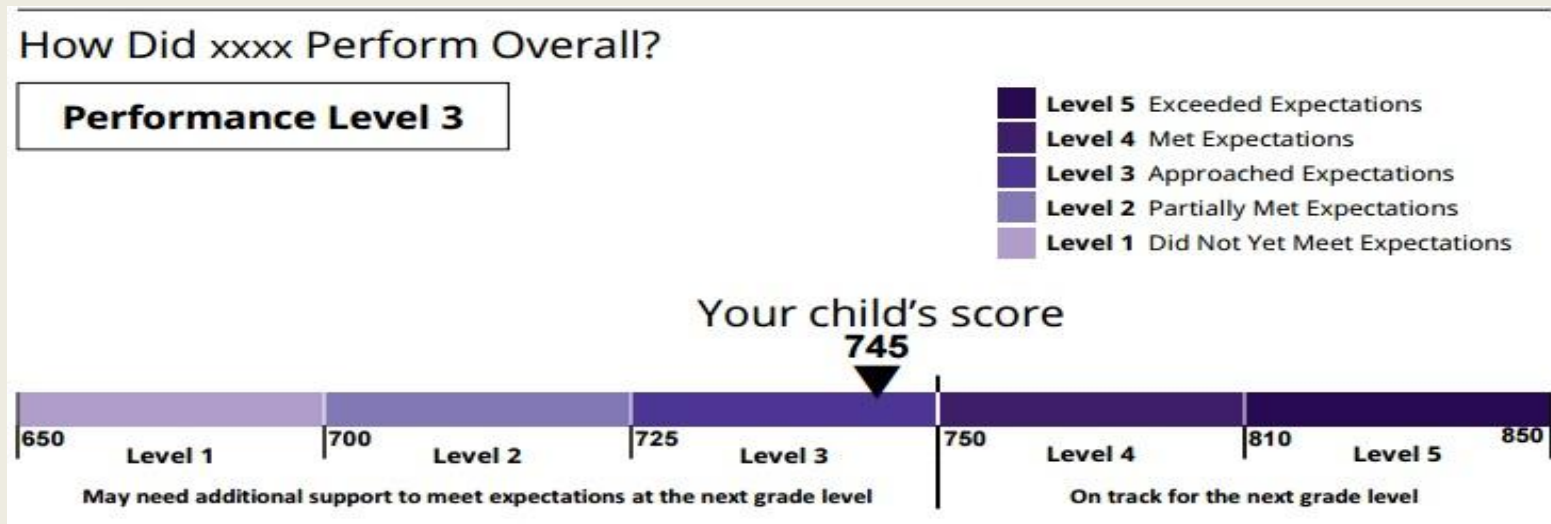 How Did xxxx Perform Overall?
Performance Level 3
Level 5 Exceeded Expectations
Level 4 Met Expectations
Level 3 Approached Expectations
Level 2 Partially Met Expectations
Level 1 Did Not Yet Meet Expectations
Your child’s score
745
650 700 725 750 810 850
Level 1 Level 2 Level 3 Level 4 Level 5
May need additional support to meet expectations at the next grade level On track for the next grade level